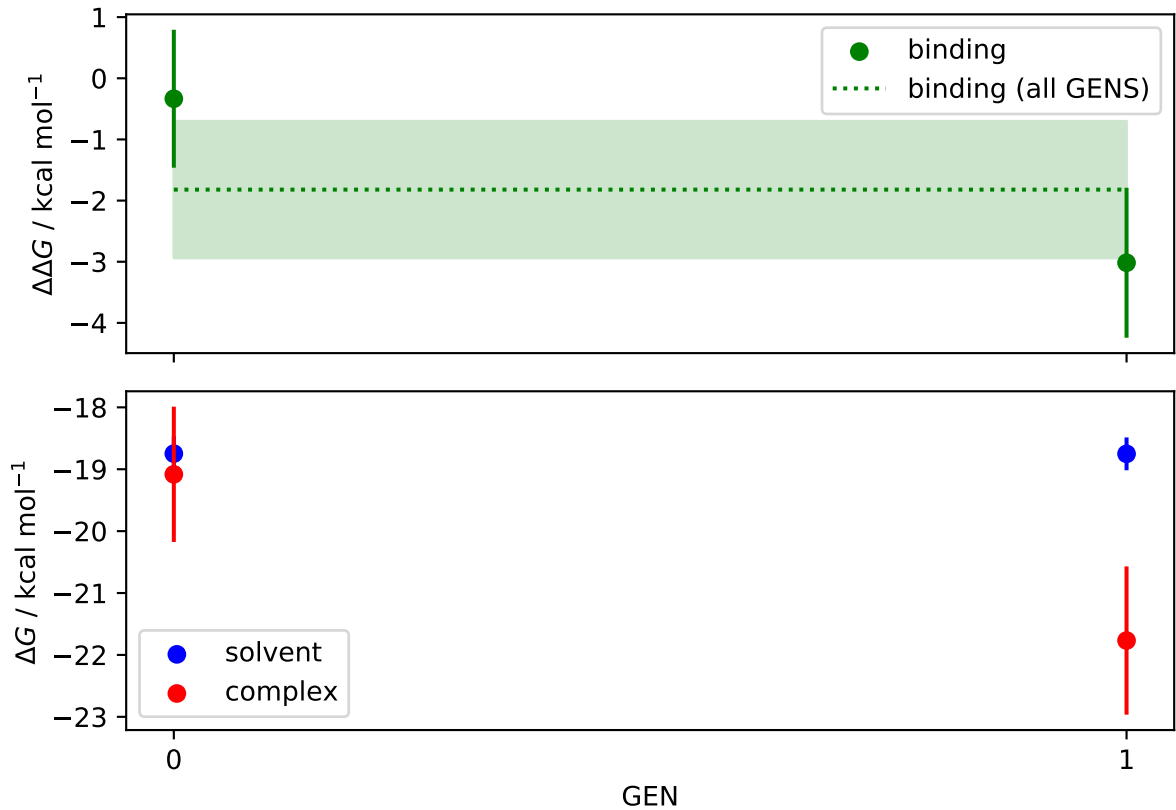 1
0
−1
−2
−3
−4
ΔΔG / kcal mol⁻¹
binding
binding (all GENS)
−18
−19
−20
−21
−22
−23
ΔG / kcal mol⁻¹
solvent
complex
0
1
GEN